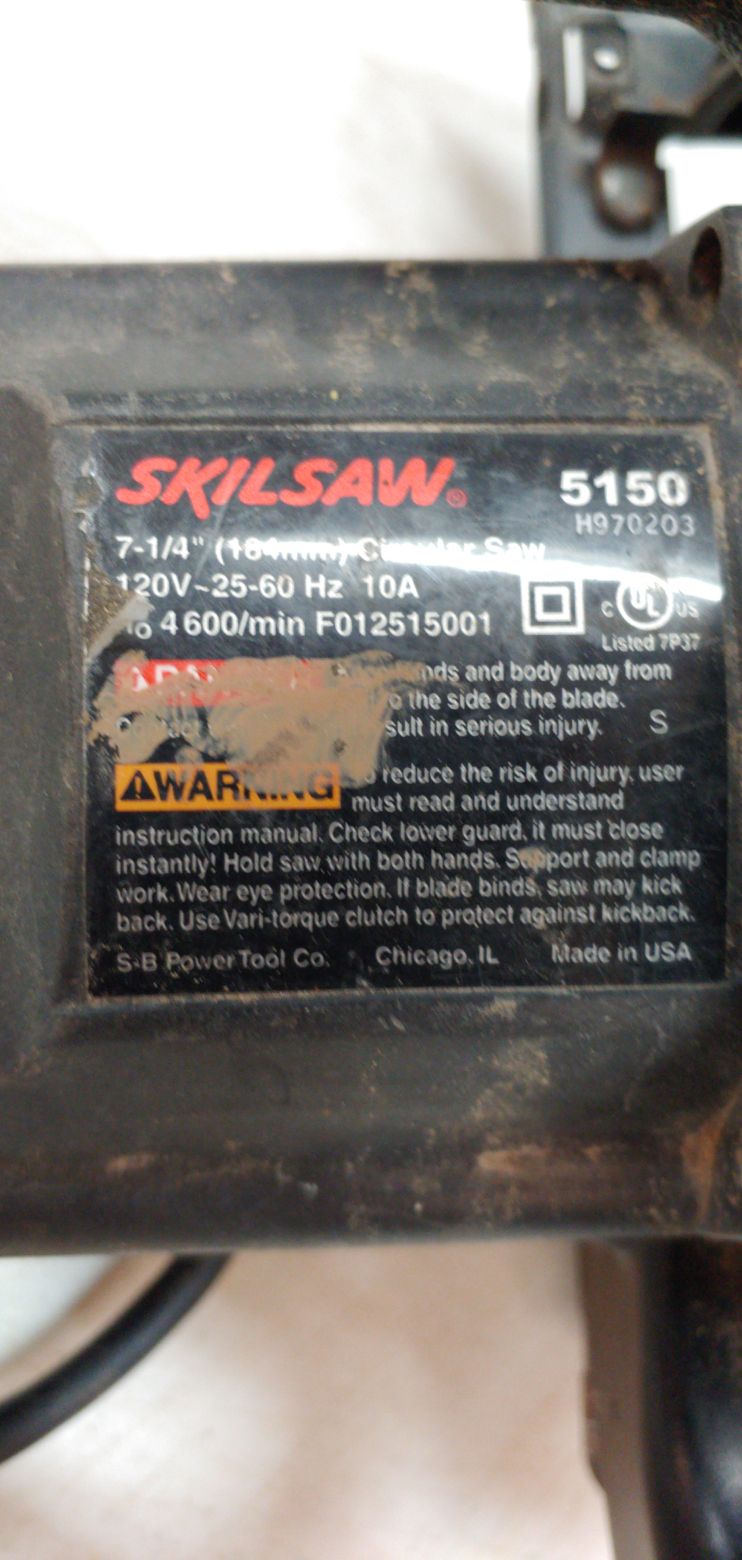 SKILSAW® 5150
H970203
7-1/4" (184mm) Circular Saw
120V~25-60 Hz 10A
4600/min F012515001
C UL US
Listed 7P37
and body away from
the side of the blade.
in serious injury. S
⚠WARNING reduce the risk of injury, user
must read and understand
instruction manual. Check lower guard, it must close
instantly! Hold saw with both hands. Support and clamp
work. Wear eye protection. If blade binds, saw may kick
back. Use Vari-torque clutch to protect against kickback.
S-B Power Tool Co. Chicago, IL Made in USA